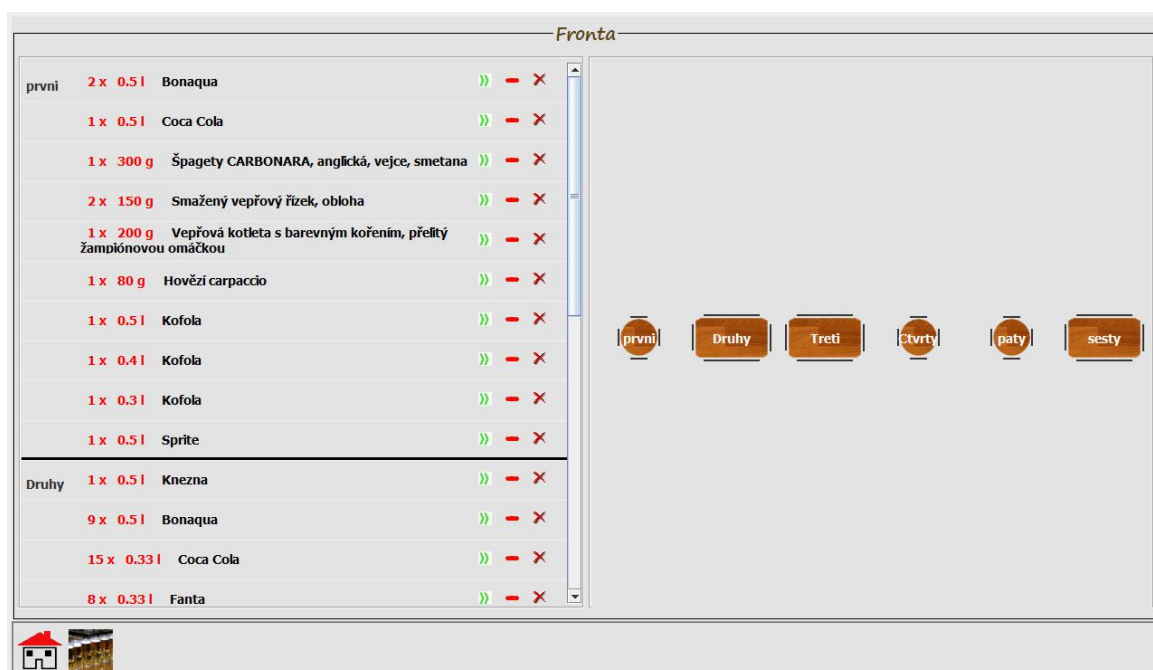 Fronta
prvni 2 x 0.5 l Bonaqua
1 x 0.5 l Coca Cola
1 x 300 g Špagety CARBONARA, anglická, vejce, smetana
2 x 150 g Smažený vepřový řízek, obloha
1 x 200 g Vepřová kotleta s barevným kořením, přelitý
žampiónovou omáčkou
1 x 80 g Hovězí carpaccio
1 x 0.5 l Kofola
1 x 0.4 l Kofola
1 x 0.3 l Kofola
1 x 0.5 l Sprite
Druhy 1 x 0.5 l Knezna
9 x 0.5 l Bonaqua
15 x 0.33 l Coca Cola
8 x 0.33 l Fanta
prvni Druhy Treti Ctvrty paty sesty